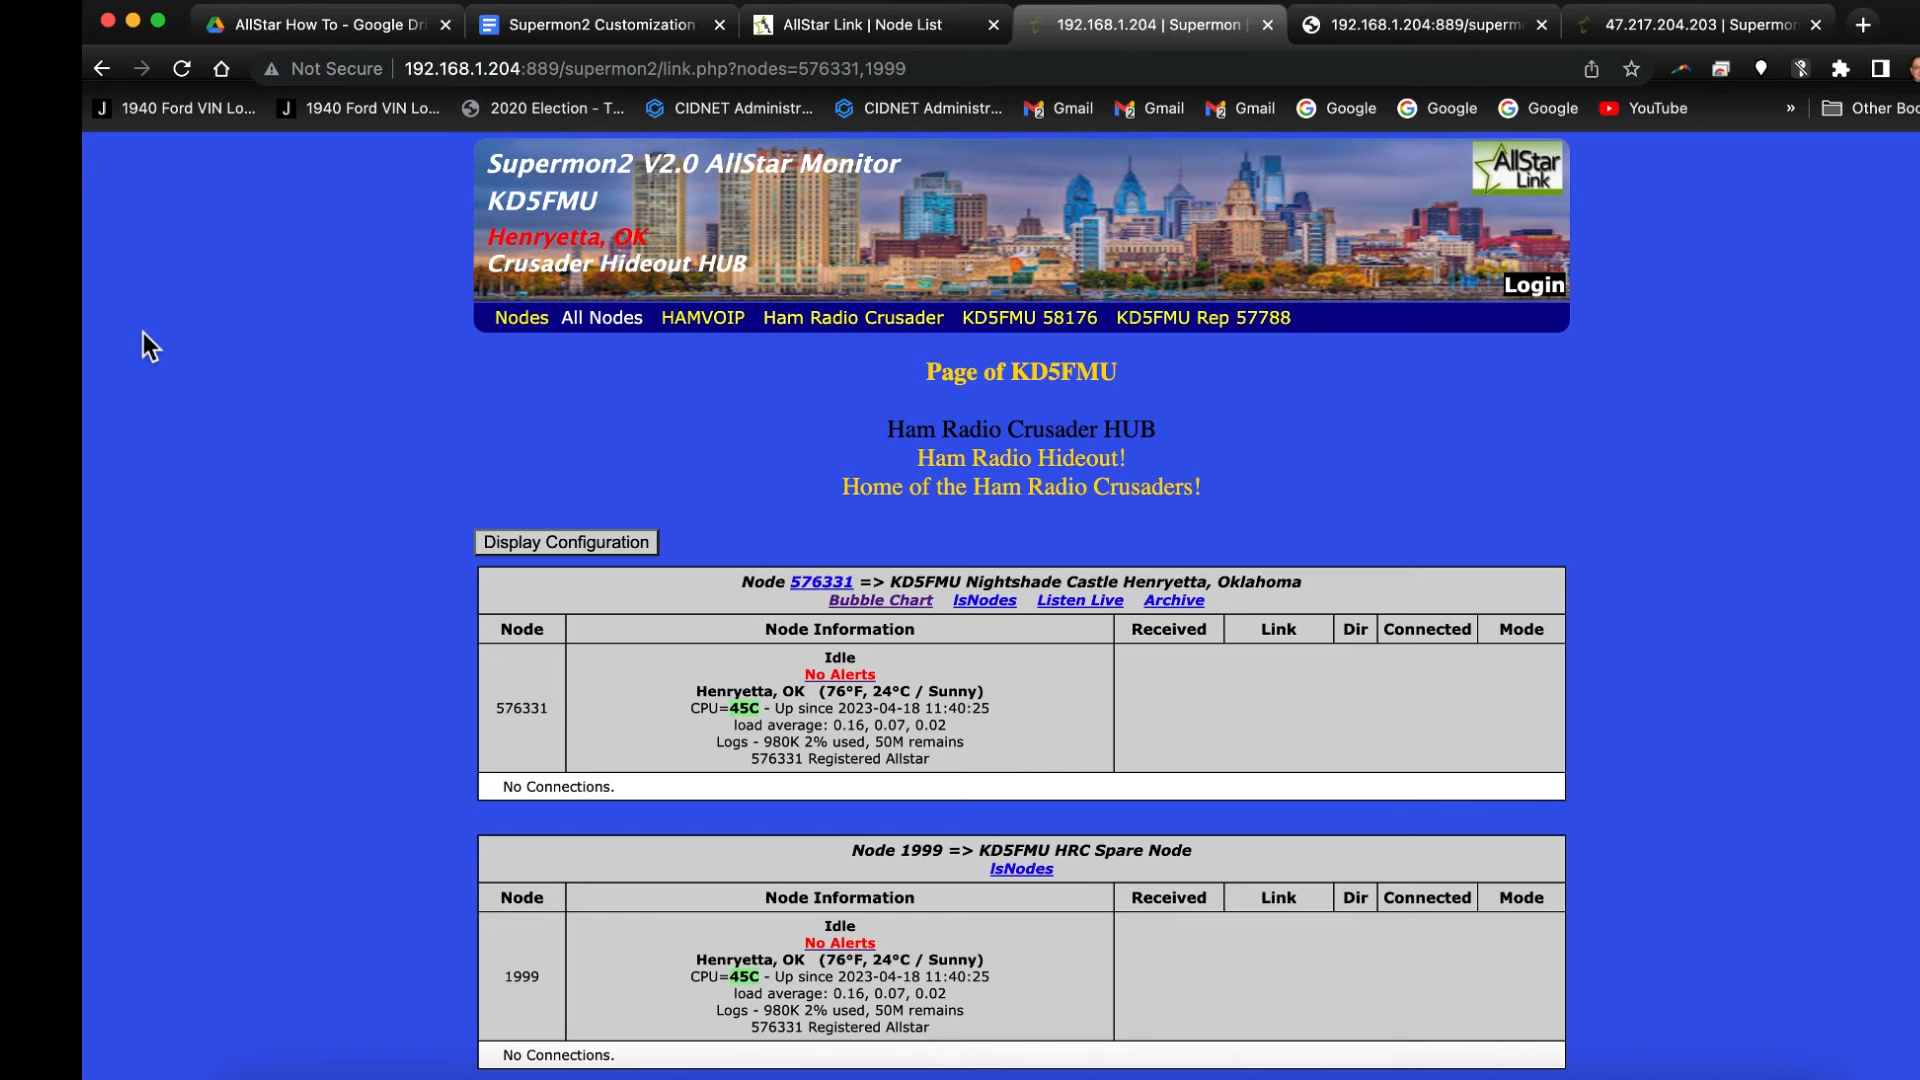 AllStar How To - Google Dri
Supermon2 Customization
AllStar Link | Node List
192.168.1.204 | Supermon
192.168.1.204:889/superm
47.217.204.203 | Supermo
Not Secure
192.168.1.204:889/supermon2/link.php?nodes=576331,1999
1940 Ford VIN Lo...
1940 Ford VIN Lo...
2020 Election - T...
CIDNET Administr...
CIDNET Administr...
Gmail
Gmail
Gmail
Google
Google
Google
YouTube
»
Other Boo
Supermon2 V2.0 AllStar Monitor
KD5FMU
Henryetta, OK
Crusader Hideout HUB
AllStar
Link
Login
Nodes All Nodes HAMVOIP Ham Radio Crusader KD5FMU 58176 KD5FMU Rep 57788
Page of KD5FMU
Ham Radio Crusader HUB
Ham Radio Hideout!
Home of the Ham Radio Crusaders!
Display Configuration
Node 576331 => KD5FMU Nightshade Castle Henryetta, Oklahoma
Bubble Chart lsNodes Listen Live Archive
Node Node Information Received Link Dir Connected Mode
576331
Idle
No Alerts
Henryetta, OK (76°F, 24°C / Sunny)
CPU=45C - Up since 2023-04-18 11:40:25
load average: 0.16, 0.07, 0.02
Logs - 980K 2% used, 50M remains
576331 Registered Allstar
No Connections.
Node 1999 => KD5FMU HRC Spare Node
lsNodes
Node Node Information Received Link Dir Connected Mode
1999
Idle
No Alerts
Henryetta, OK (76°F, 24°C / Sunny)
CPU=45C - Up since 2023-04-18 11:40:25
load average: 0.16, 0.07, 0.02
Logs - 980K 2% used, 50M remains
576331 Registered Allstar
No Connections.